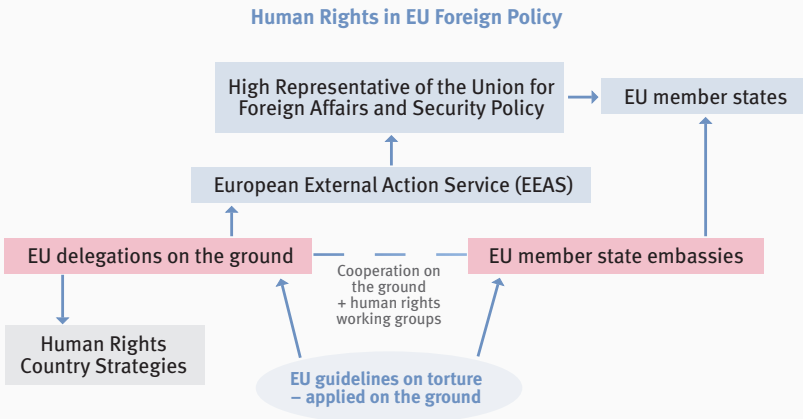 Human Rights in EU Foreign Policy
High Representative of the Union for
Foreign Affairs and Security Policy
EU member states
European External Action Service (EEAS)
EU delegations on the ground
EU member state embassies
Cooperation on
the ground
+ human rights
working groups
Human Rights
Country Strategies
EU guidelines on torture
– applied on the ground